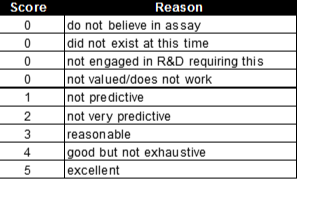 Score Reason
0 do not believe in assay
0 did not exist at this time
0 not engaged in R&D requiring this
0 not valued/does not work
1 not predictive
2 not very predictive
3 reasonable
4 good but not exhaustive
5 excellent